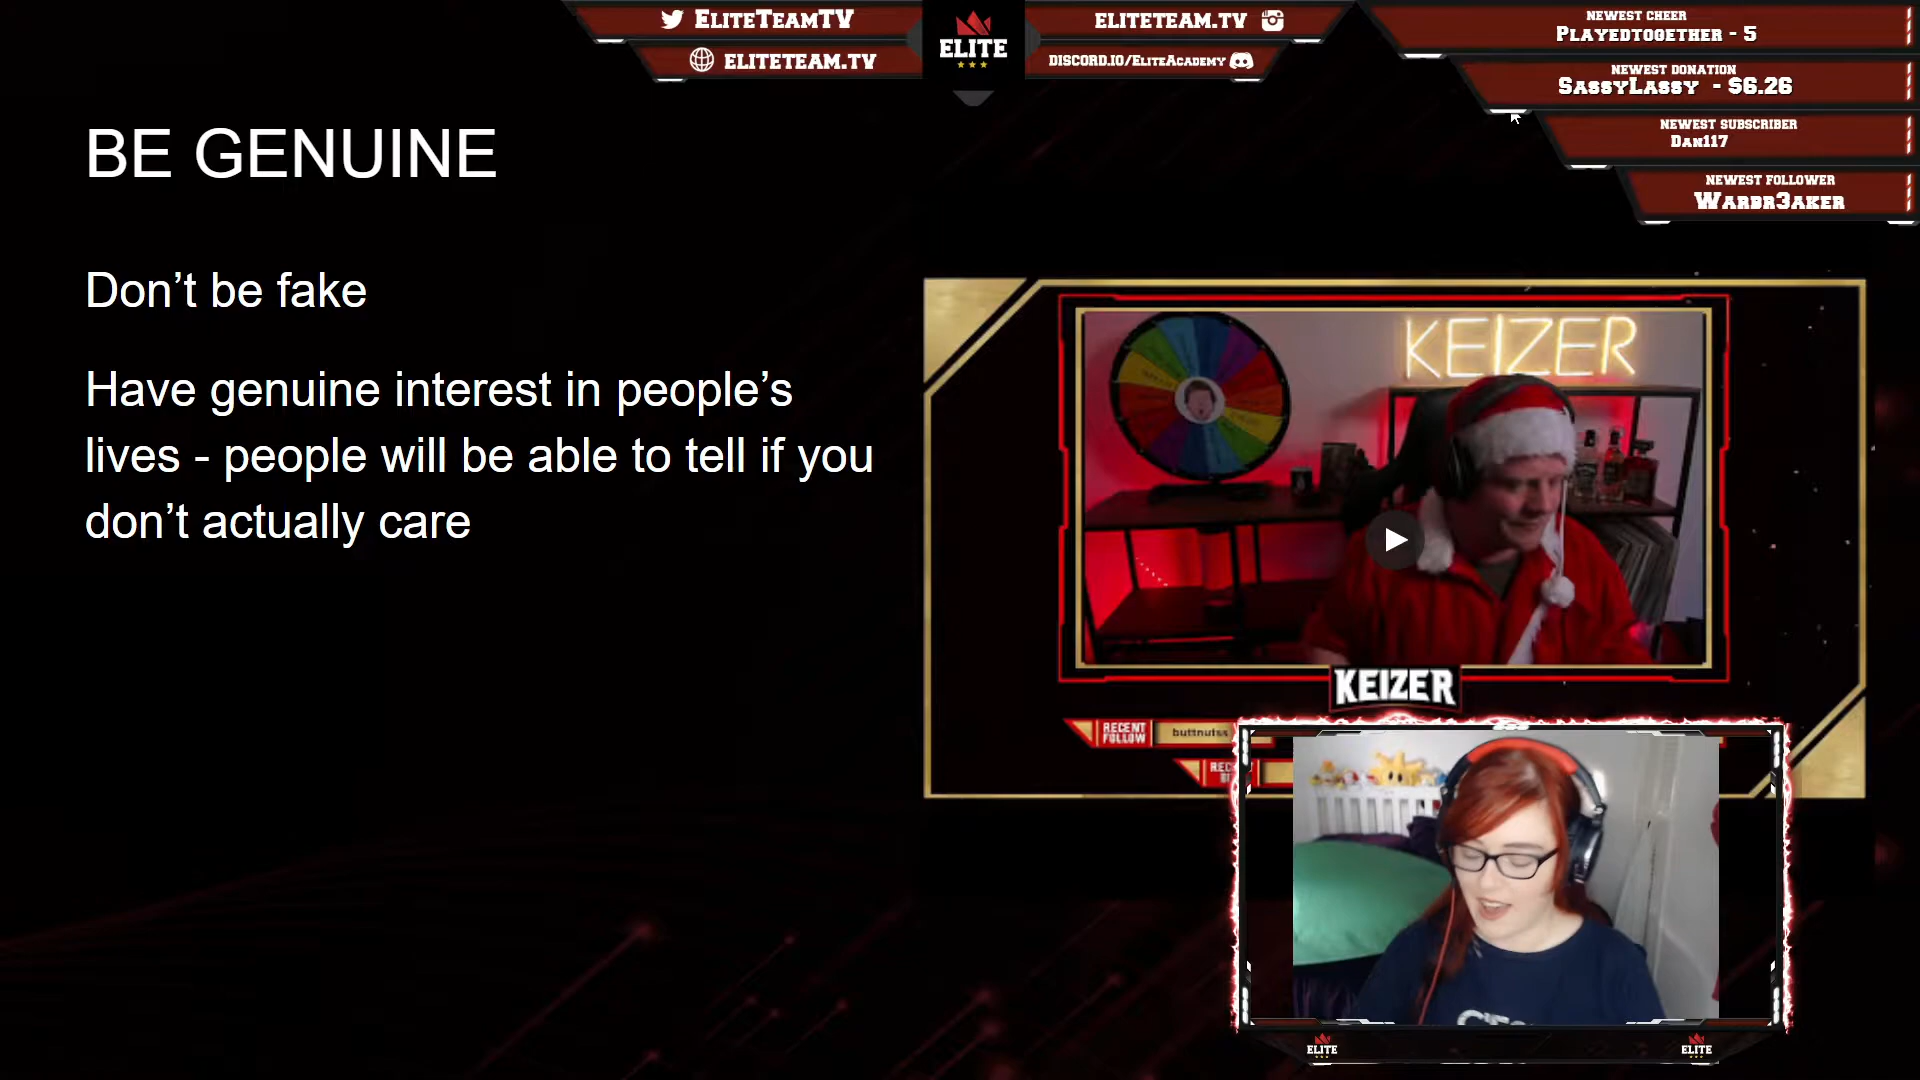 EliteTeamTV
eliteteam.tv
ELITE
eliteteam.tv
discord.io/EliteAcademy
Newest Cheer
Playedtogether - 5
Newest Donation
SassyLassy - $6.26
Newest Subscriber
Dan117
Newest Follower
Wardr3aker
BE GENUINE
Don’t be fake
Have genuine interest in people’s
lives - people will be able to tell if you
don’t actually care
KEIZER
KEIZER
RECENT
FOLLOW
buttnutss
ELITE
ELITE